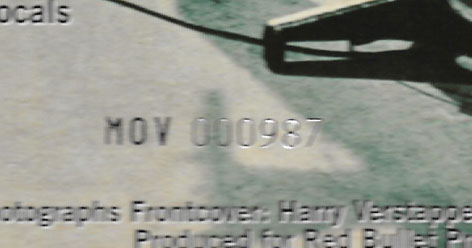 ocals
MOV 000987
otographs Frontcover: Harry Verstappe
Produced for Red Bullet P